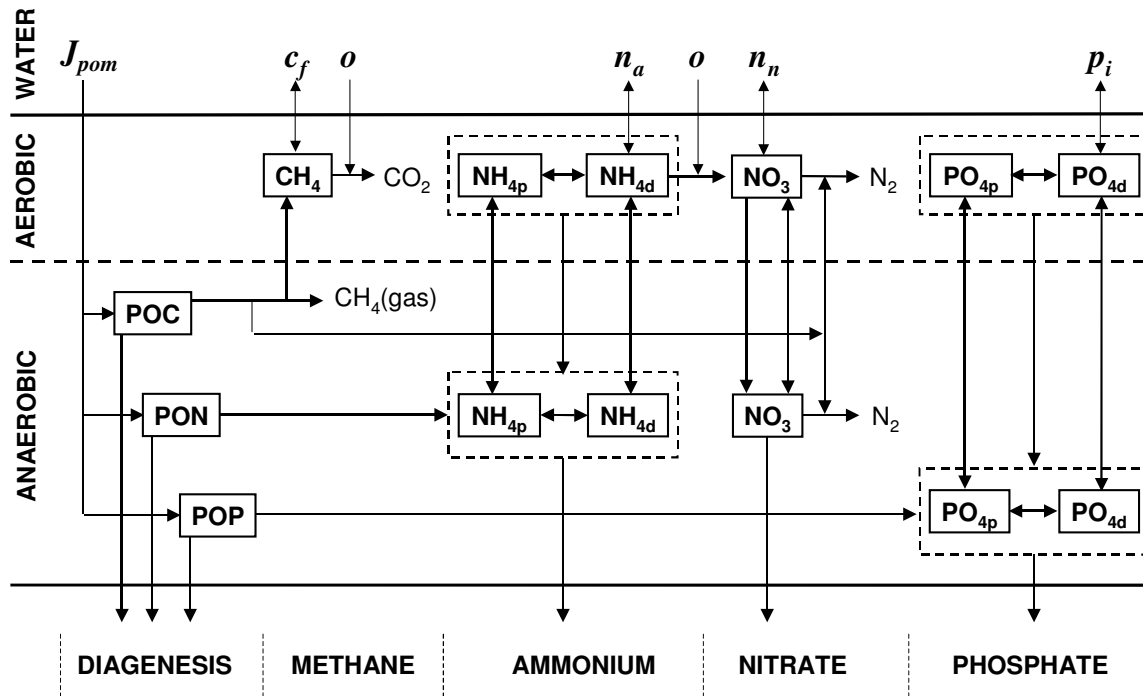 WATER
J_pom c_f o n_a o n_n p_i
AEROBIC
CH₄ CO₂ NH₄p NH₄d NO₃ N₂ PO₄p PO₄d
ANAEROBIC
POC CH₄(gas)
PON NH₄p NH₄d NO₃ N₂
POP PO₄p PO₄d
DIAGENESIS METHANE AMMONIUM NITRATE PHOSPHATE